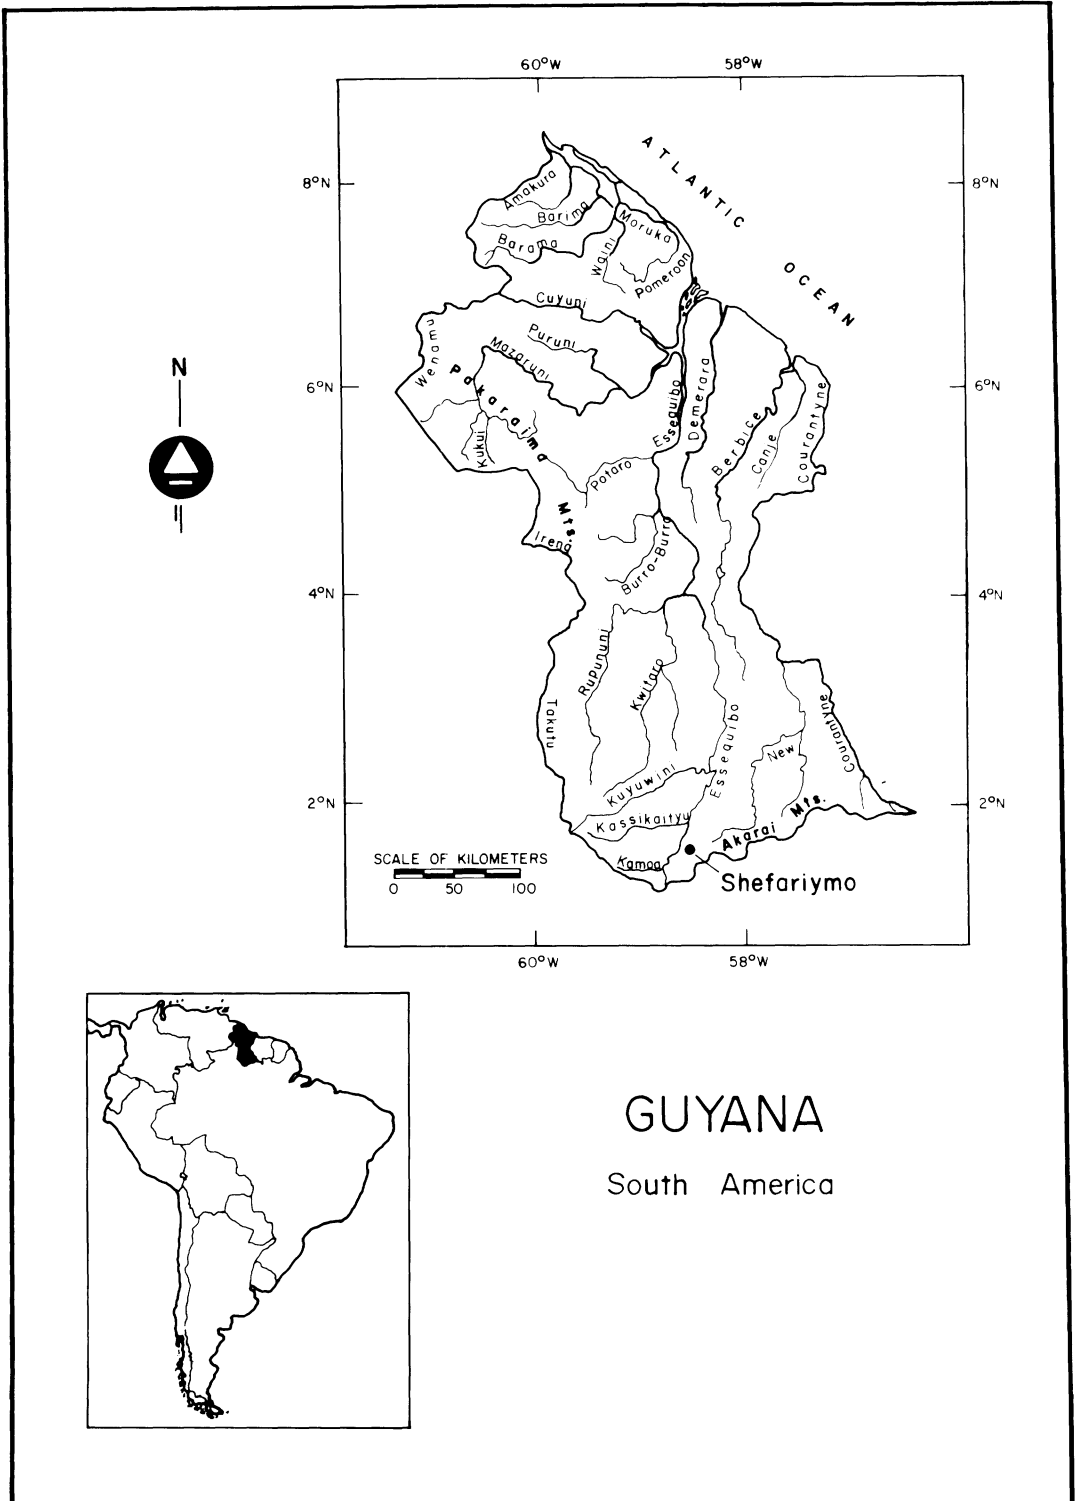 60°W 58°W
ATLANTIC
OCEAN
8°N 8°N
Amakura
Barima
Moruka
Barama
Waini
Pomeroon
Cuyuni
Wenamu
Puruni
Mazaruni
N
6°N 6°N
Pakaraima
Mts.
Kukui
Essequibo
Demerara
Berbice
Canje
Courantyne
Potaro
Ireng
Burro-Burro
4°N 4°N
Rupununi
Kwitaro
Takutu
Essequibo
New
Courantyne
Kuyuwini
2°N 2°N
Kassikaityu
Akarai Mts.
Kamoa
Shefariymo
SCALE OF KILOMETERS
0 50 100
60°W 58°W
GUYANA
South America